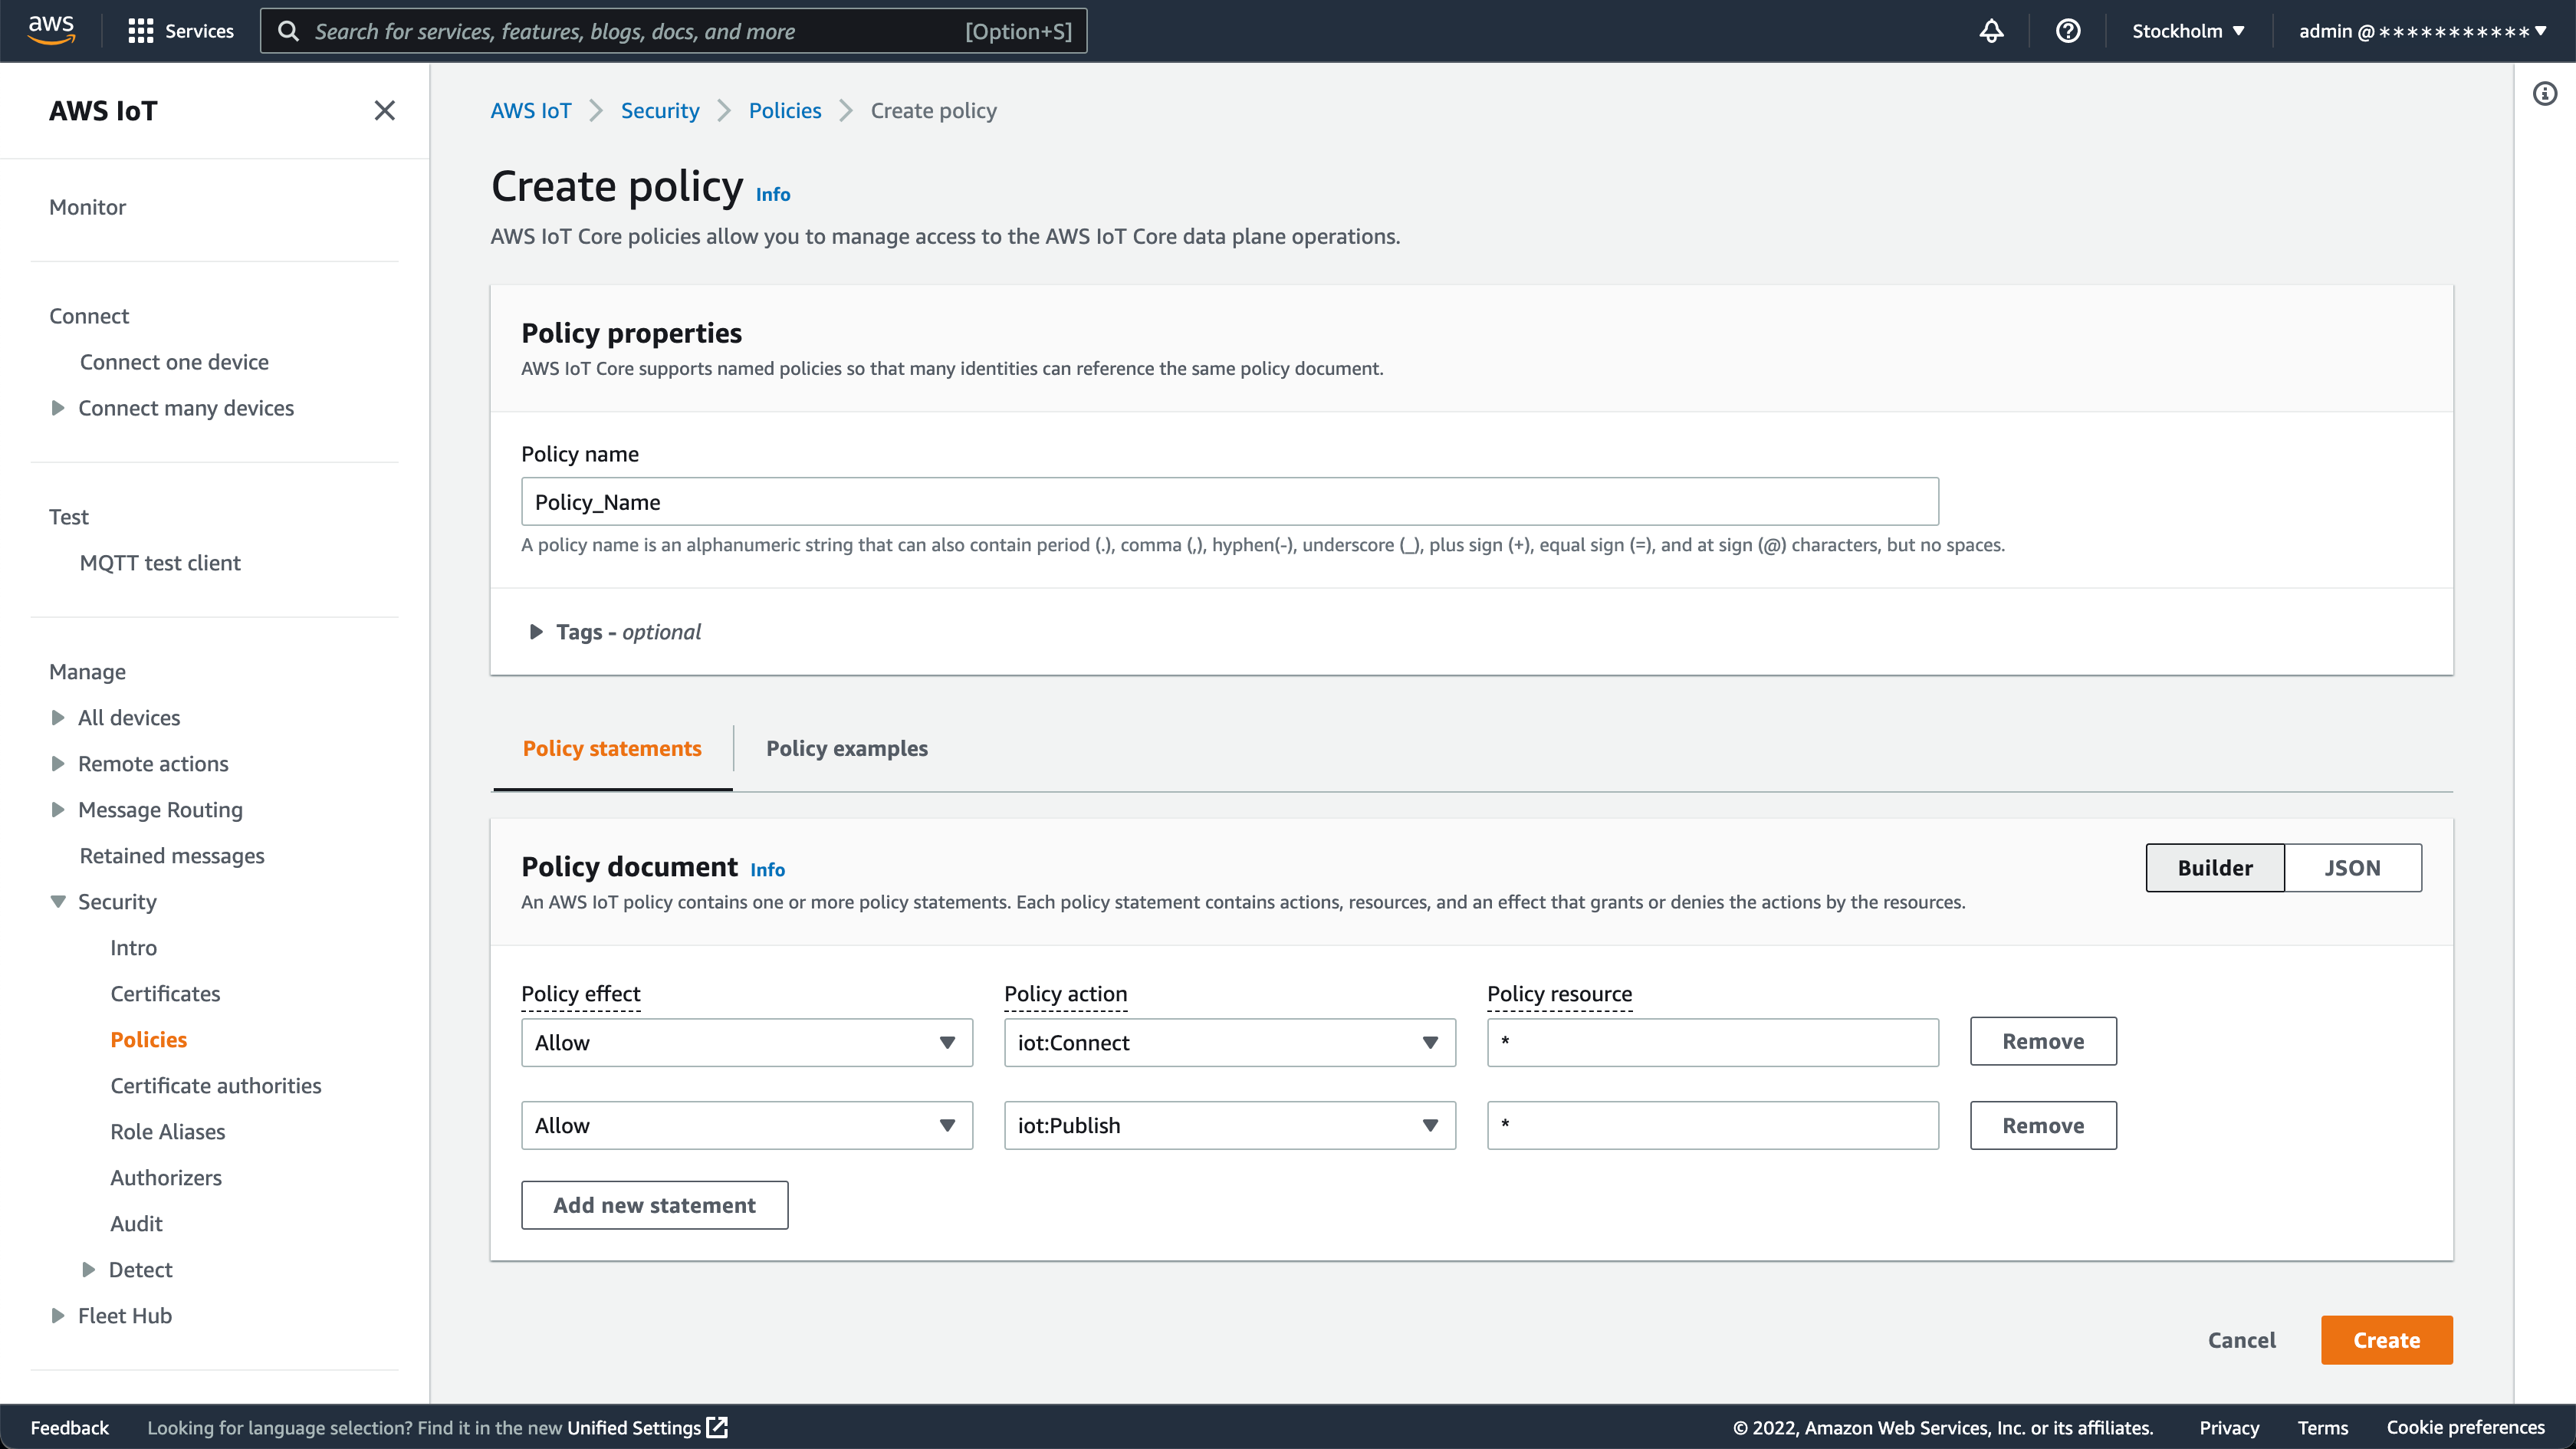 aws
Services
Search for services, features, blogs, docs, and more
[Option+S]
Stockholm
admin @ ***********
AWS IoT
Monitor
Connect
Connect one device
Connect many devices
Test
MQTT test client
Manage
All devices
Remote actions
Message Routing
Retained messages
Security
Intro
Certificates
Policies
Certificate authorities
Role Aliases
Authorizers
Audit
Detect
Fleet Hub
AWS IoT
Security
Policies
Create policy
Create policy Info
AWS IoT Core policies allow you to manage access to the AWS IoT Core data plane operations.
Policy properties
AWS IoT Core supports named policies so that many identities can reference the same policy document.
Policy name
Policy_Name
A policy name is an alphanumeric string that can also contain period (.), comma (,), hyphen(-), underscore (_), plus sign (+), equal sign (=), and at sign (@) characters, but no spaces.
Tags - optional
Policy statements
Policy examples
Policy document Info
Builder
JSON
An AWS IoT policy contains one or more policy statements. Each policy statement contains actions, resources, and an effect that grants or denies the actions by the resources.
Policy effect
Policy action
Policy resource
Allow
iot:Connect
*
Remove
Allow
iot:Publish
*
Remove
Add new statement
Cancel
Create
Feedback
Looking for language selection? Find it in the new Unified Settings
© 2022, Amazon Web Services, Inc. or its affiliates.
Privacy
Terms
Cookie preferences